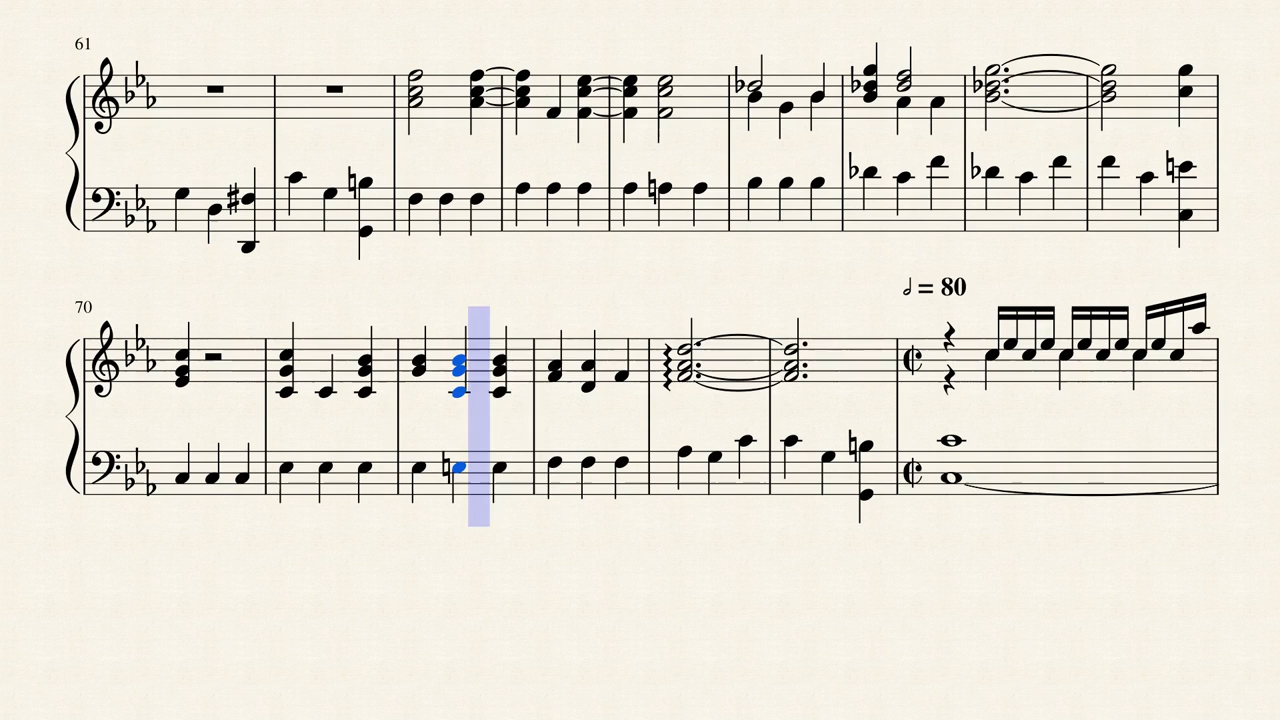 61
70
𝅗𝅥 = 80